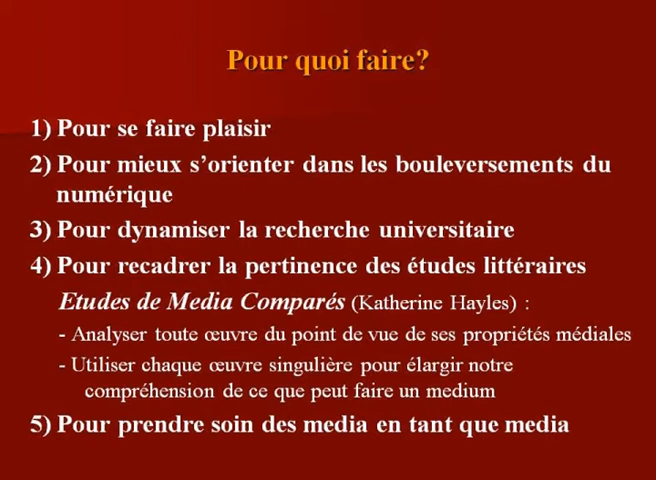 Pour quoi faire?
1) Pour se faire plaisir
2) Pour mieux s’orienter dans les bouleversements du
numérique
3) Pour dynamiser la recherche universitaire
4) Pour recadrer la pertinence des études littéraires
Etudes de Media Comparés (Katherine Hayles) :
- Analyser toute œuvre du point de vue de ses propriétés médiales
- Utiliser chaque œuvre singulière pour élargir notre
compréhension de ce que peut faire un medium
5) Pour prendre soin des media en tant que media